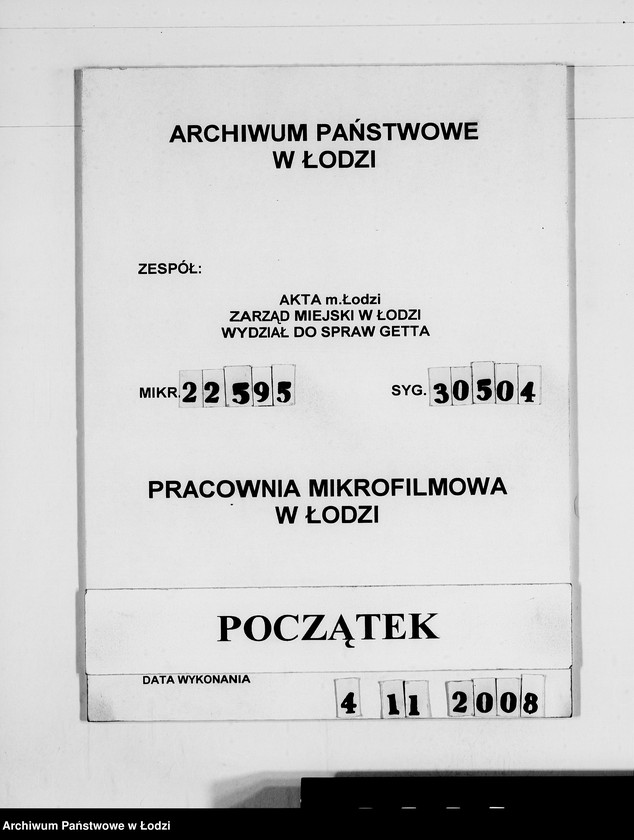 ARCHIWUM PAŃSTWOWE
W ŁODZI
ZESPÓŁ:
AKTA m.Łodzi
ZARZĄD MIEJSKI W ŁODZI
WYDZIAŁ DO SPRAW GETTA
MIKR. 22595 SYG. 30504
PRACOWNIA MIKROFILMOWA
W ŁODZI
POCZĄTEK
DATA WYKONANIA
4 11 2008
Archiwum Państwowe w Łodzi